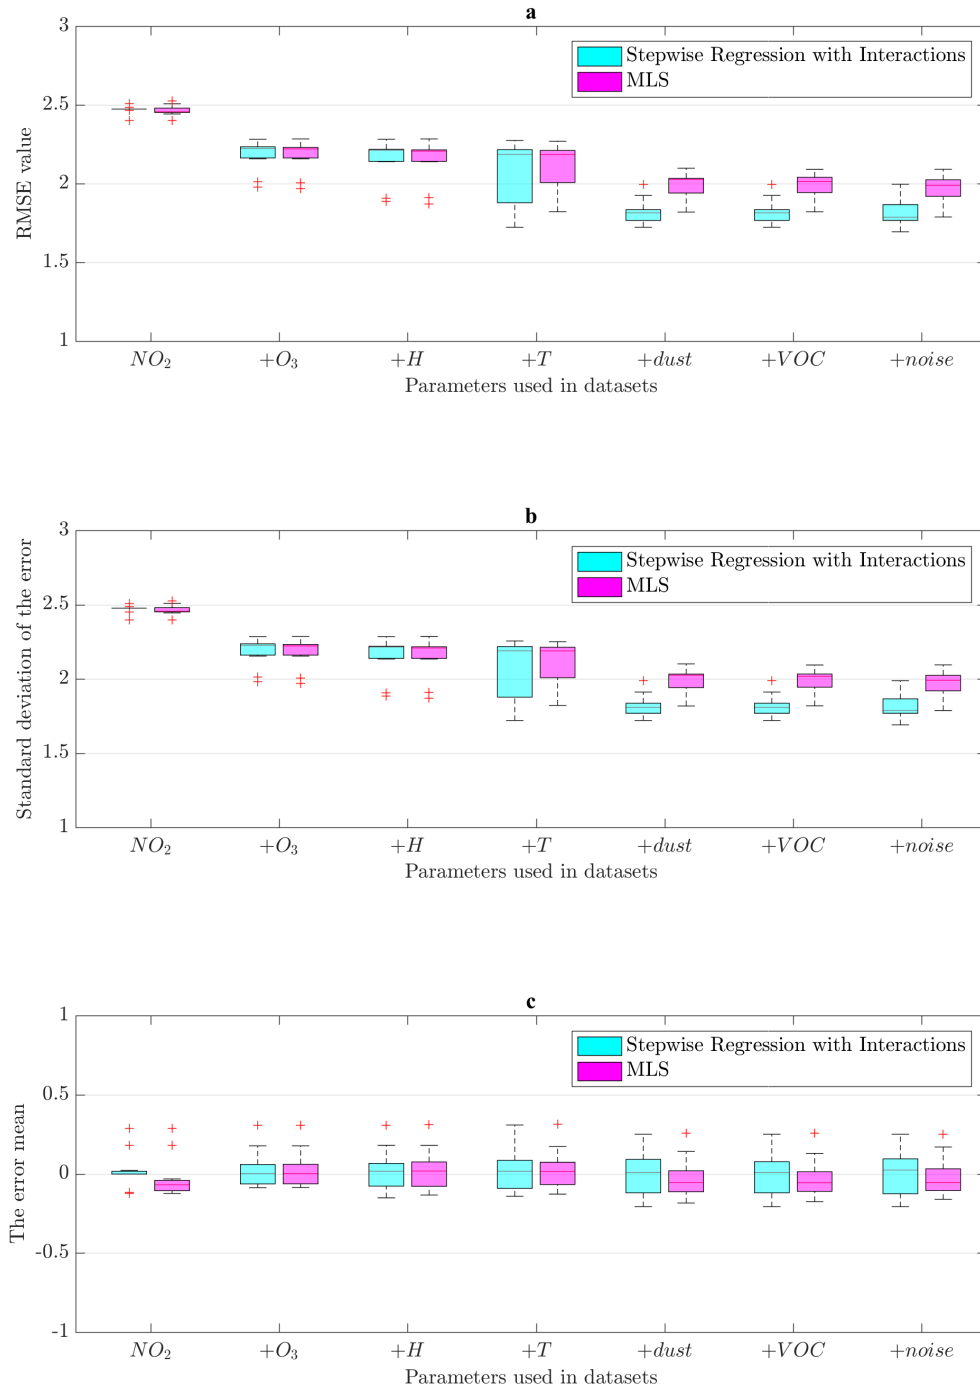 a
3
2.5
2
1.5
1
RMSE value
Stepwise Regression with Interactions
MLS
NO₂ +O₃ +H +T +dust +VOC +noise
Parameters used in datasets
b
3
2.5
2
1.5
1
Standard deviation of the error
Stepwise Regression with Interactions
MLS
NO₂ +O₃ +H +T +dust +VOC +noise
Parameters used in datasets
c
1
0.5
0
-0.5
-1
The error mean
Stepwise Regression with Interactions
MLS
NO₂ +O₃ +H +T +dust +VOC +noise
Parameters used in datasets